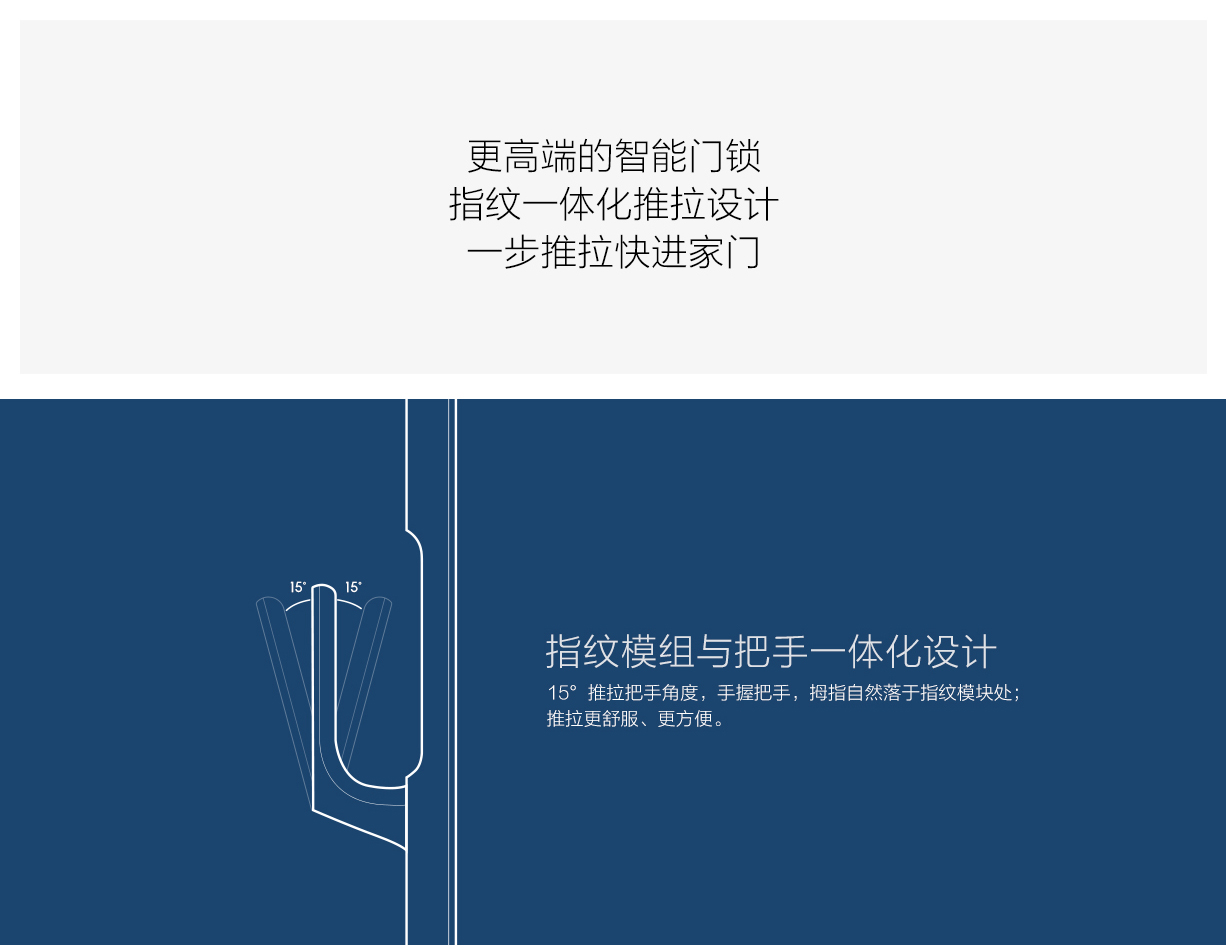 更高端的智能门锁
指纹一体化推拉设计
一步推拉快进家门
15° 15°
指纹模组与把手一体化设计
15° 推拉把手角度，手握把手，拇指自然落于指纹模块处；
推拉更舒服、更方便。